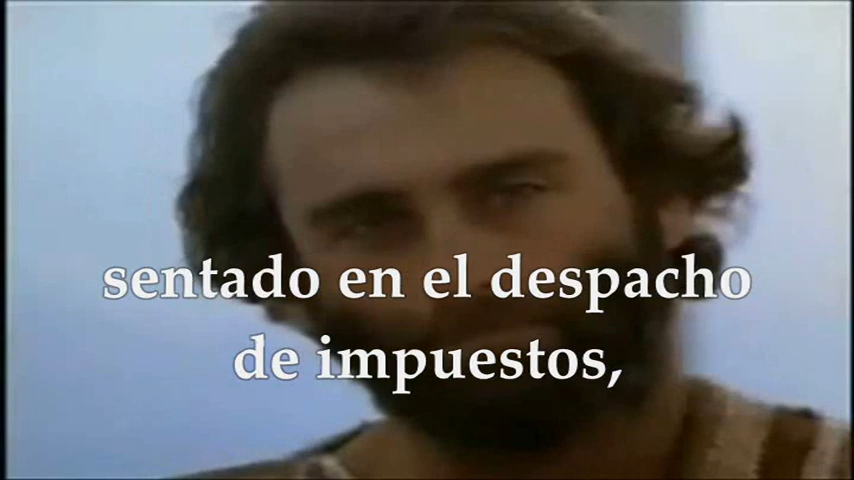 sentado en el despacho
de impuestos,